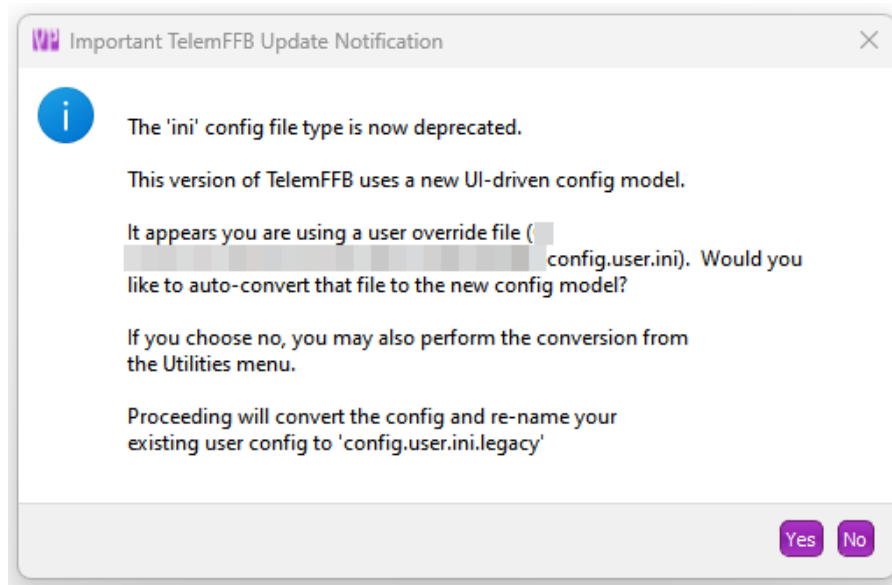 VP Important TelemFFB Update Notification
The 'ini' config file type is now deprecated.
This version of TelemFFB uses a new UI-driven config model.
It appears you are using a user override file (
config.user.ini). Would you
like to auto-convert that file to the new config model?
If you choose no, you may also perform the conversion from
the Utilities menu.
Proceeding will convert the config and re-name your
existing user config to 'config.user.ini.legacy'
Yes No